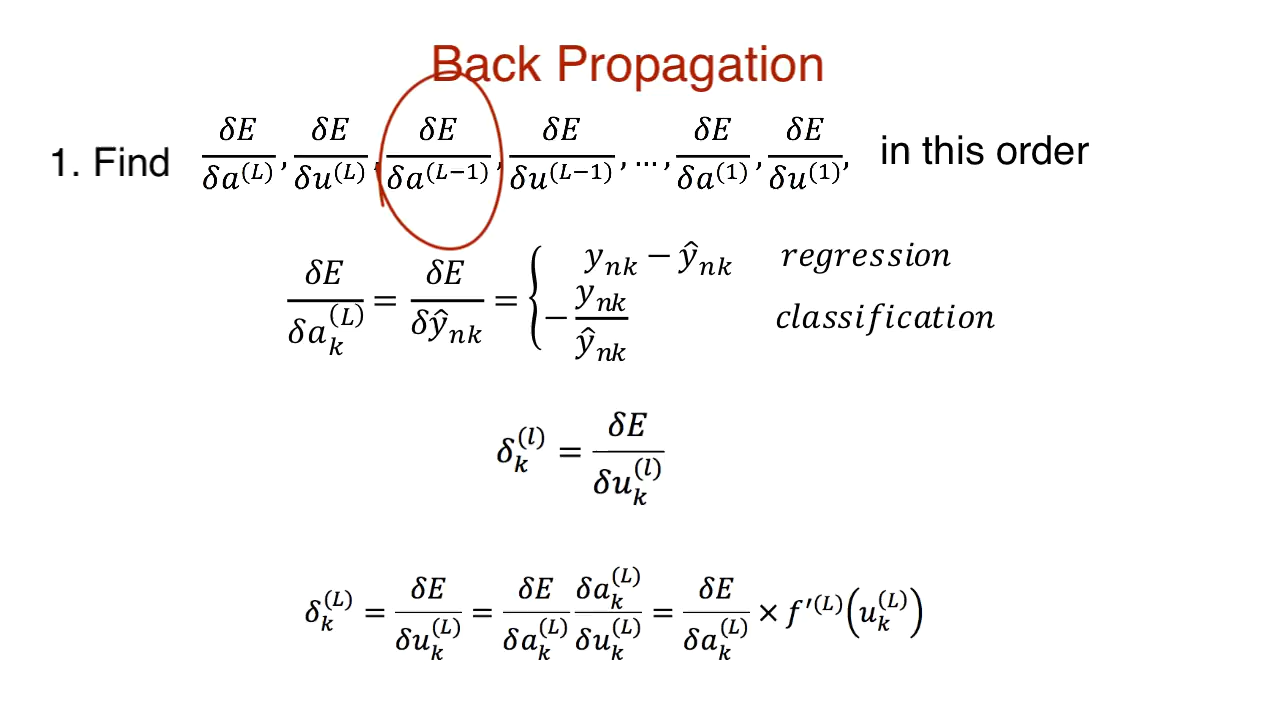 Back Propagation
1. Find δE/δa^(L), δE/δu^(L), δE/δa^(L−1), δE/δu^(L−1), ..., δE/δa^(1), δE/δu^(1), in this order
δE/δa_k^(L) = δE/δŷ_nk = { y_nk − ŷ_nk regression
−y_nk/ŷ_nk classification
δ_k^(l) = δE/δu_k^(l)
δ_k^(L) = δE/δu_k^(L) = δE/δa_k^(L) δa_k^(L)/δu_k^(L) = δE/δa_k^(L) × f′^(L)(u_k^(L))